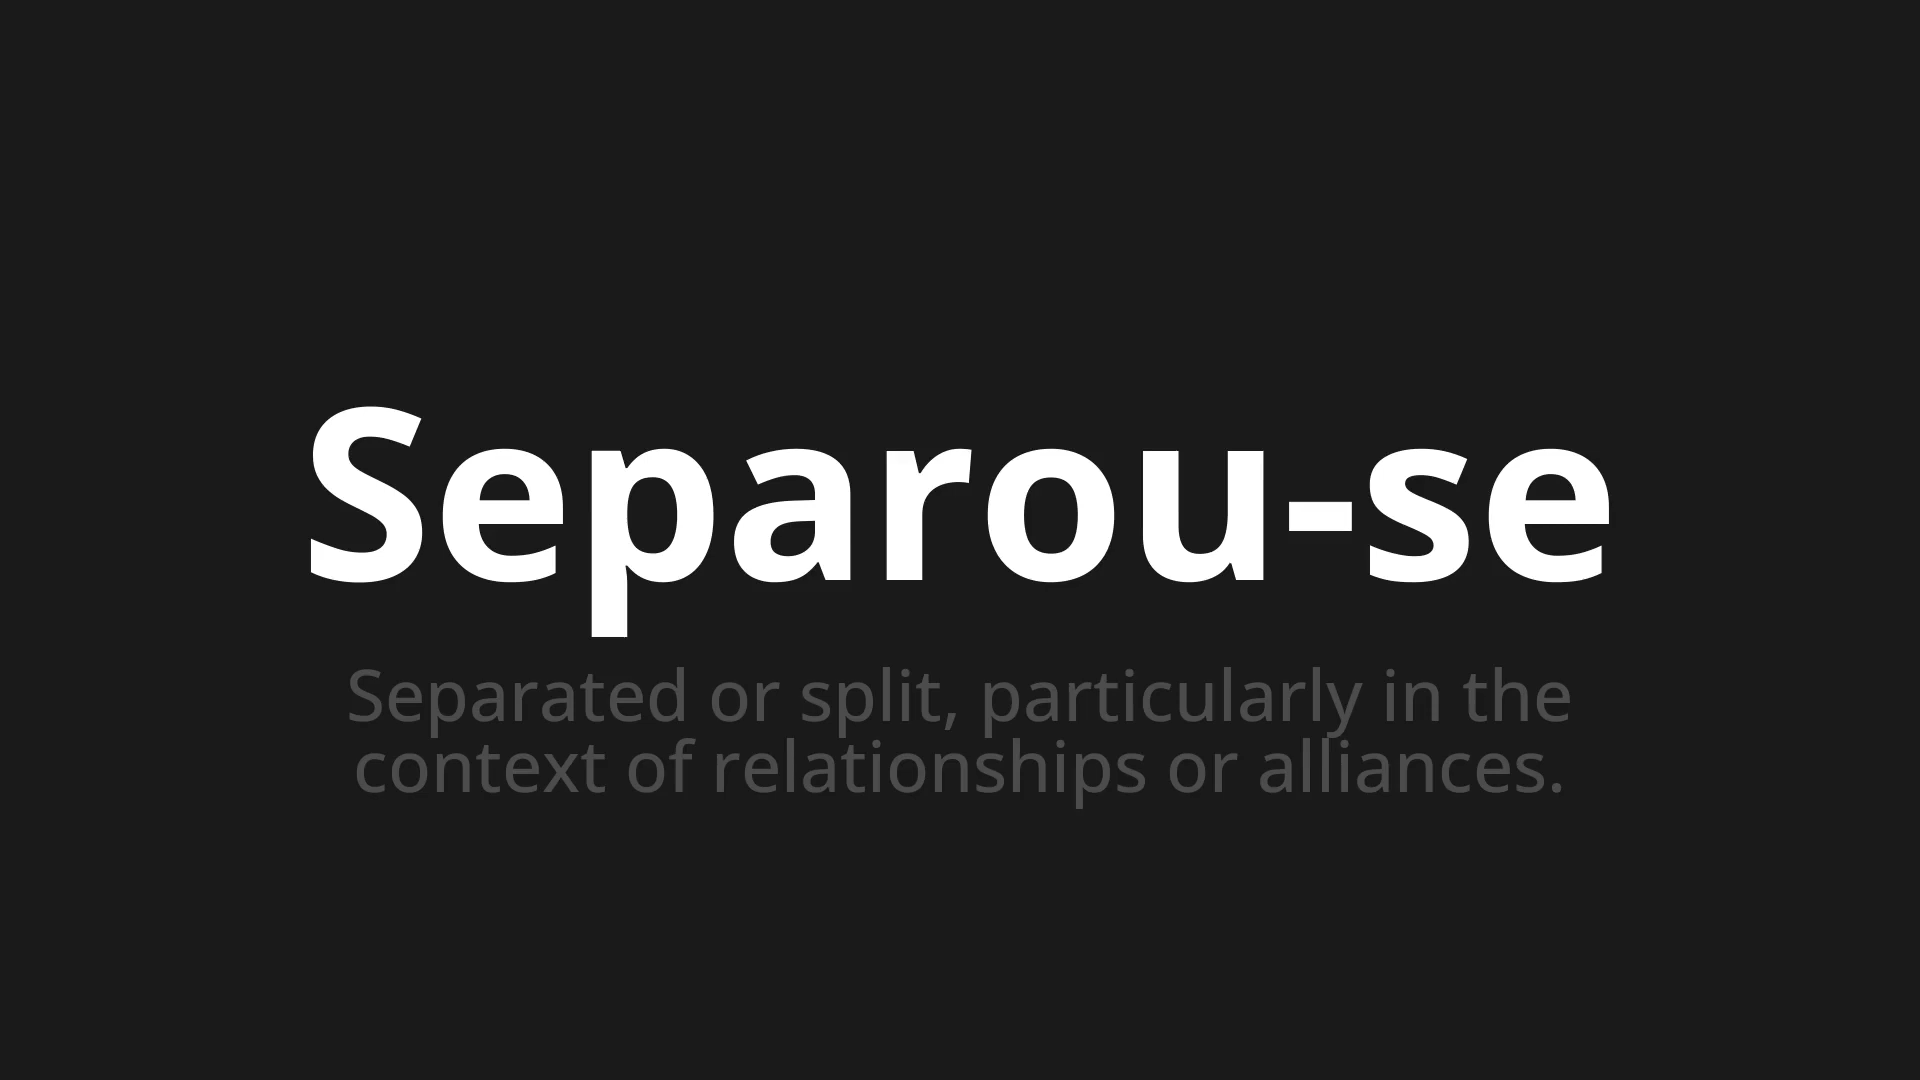 Separou-se
Separated or split, particularly in the
context of relationships or alliances.